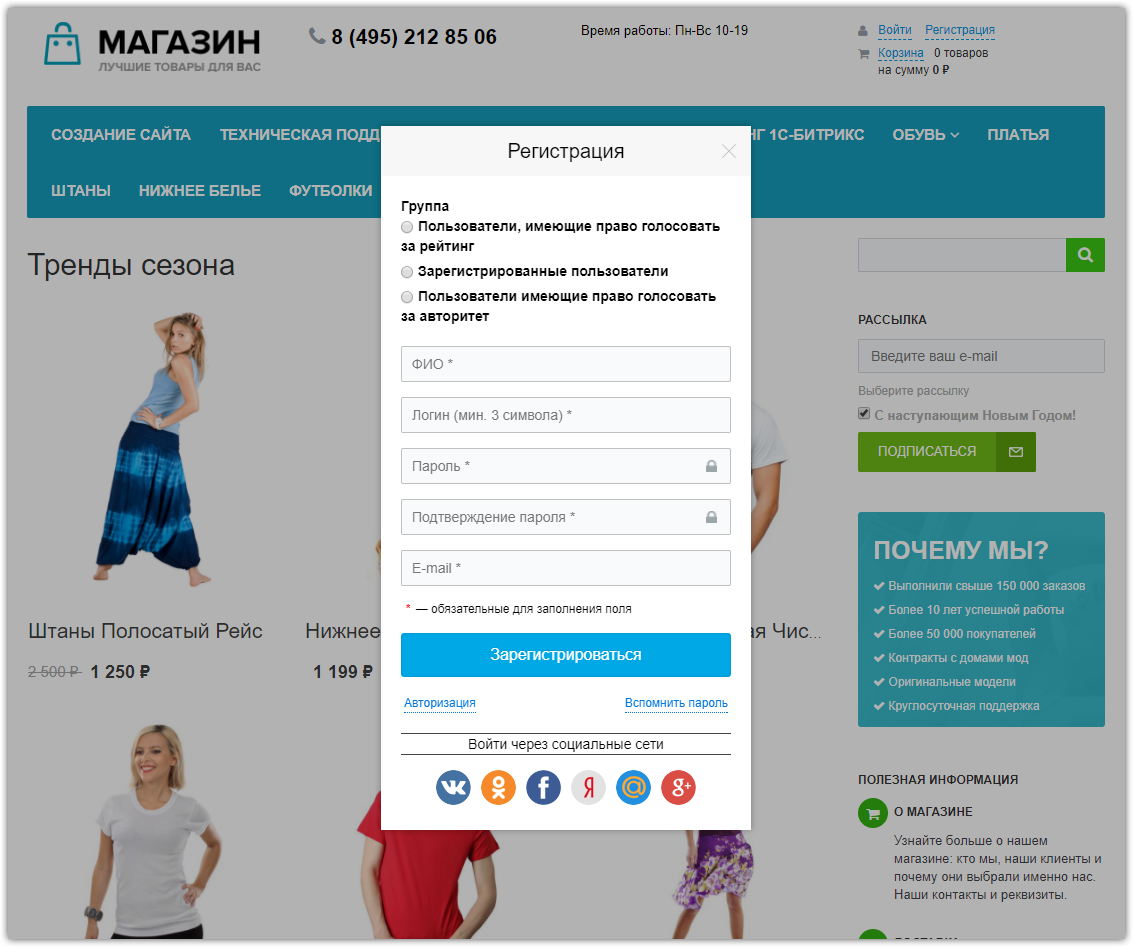 МАГАЗИН
ЛУЧШИЕ ТОВАРЫ ДЛЯ ВАС
8 (495) 212 85 06
Время работы: Пн-Вс 10-19
Войти Регистрация
Корзина 0 товаров
на сумму 0 ₽
СОЗДАНИЕ САЙТА ТЕХНИЧЕСКАЯ 1С-БИТРИКС ОБУВЬ ПЛАТЬЯ
ШТАНЫ НИЖНЕЕ БЕЛЬЕ ФУТБОЛКИ
Регистрация
Группа
Пользователи, имеющие право голосовать
за рейтинг
Зарегистрированные пользователи
Пользователи имеющие право голосовать
за авторитет
ФИО *
Логин (мин. 3 символа) *
Пароль *
Подтверждение пароля *
E-mail *
* — обязательные для заполнения поля
Зарегистрироваться
Авторизация Вспомнить пароль
Войти через социальные сети
Тренды сезона
Штаны Полосатый Рейс
2 500 ₽ 1 250 ₽
Нижнее
1 199 ₽
Чис...
РАССЫЛКА
Введите ваш e-mail
Выберите рассылку
С наступающим Новым Годом!
ПОДПИСАТЬСЯ
ПОЧЕМУ МЫ?
Выполнили свыше 150 000 заказов
Более 10 лет успешной работы
Более 50 000 покупателей
Контракты с домами мод
Оригинальные модели
Круглосуточная поддержка
ПОЛЕЗНАЯ ИНФОРМАЦИЯ
О МАГАЗИНЕ
Узнайте больше о нашем
магазине: кто мы, наши клиенты и
почему они выбрали именно нас.
Наши контакты и реквизиты.